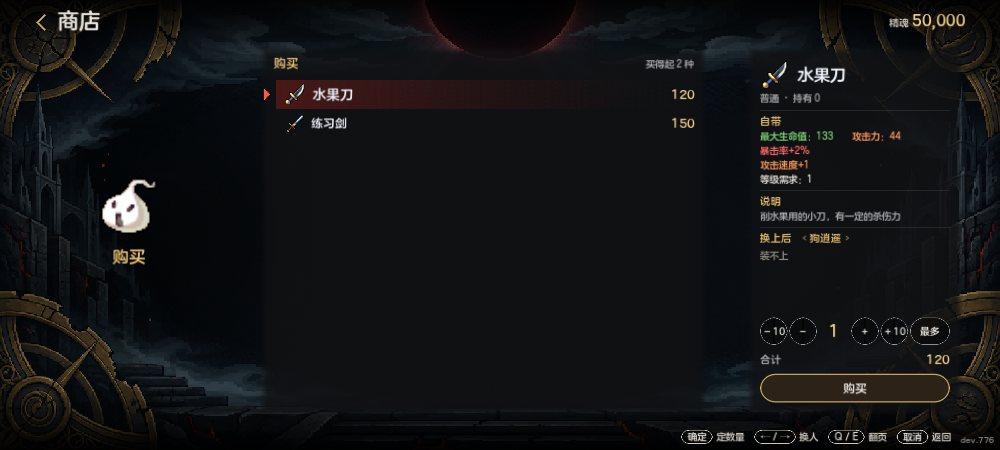 商店
精魂 50,000
购买
买得起 2 种
水果刀 120
练习剑 150
购买
水果刀
普通 · 持有 0
自带
最大生命值: 133 攻击力: 44
暴击率+2%
攻击速度+1
等级需求: 1
说明
削水果用的小刀，有一定的杀伤力
换上后 ‹ 狗逍遥 ›
装不上
-10 - 1 + +10 最多
合计 120
购买
确定 定数量 ←/→ 换人 Q/E 翻页 取消 返回
dev.776